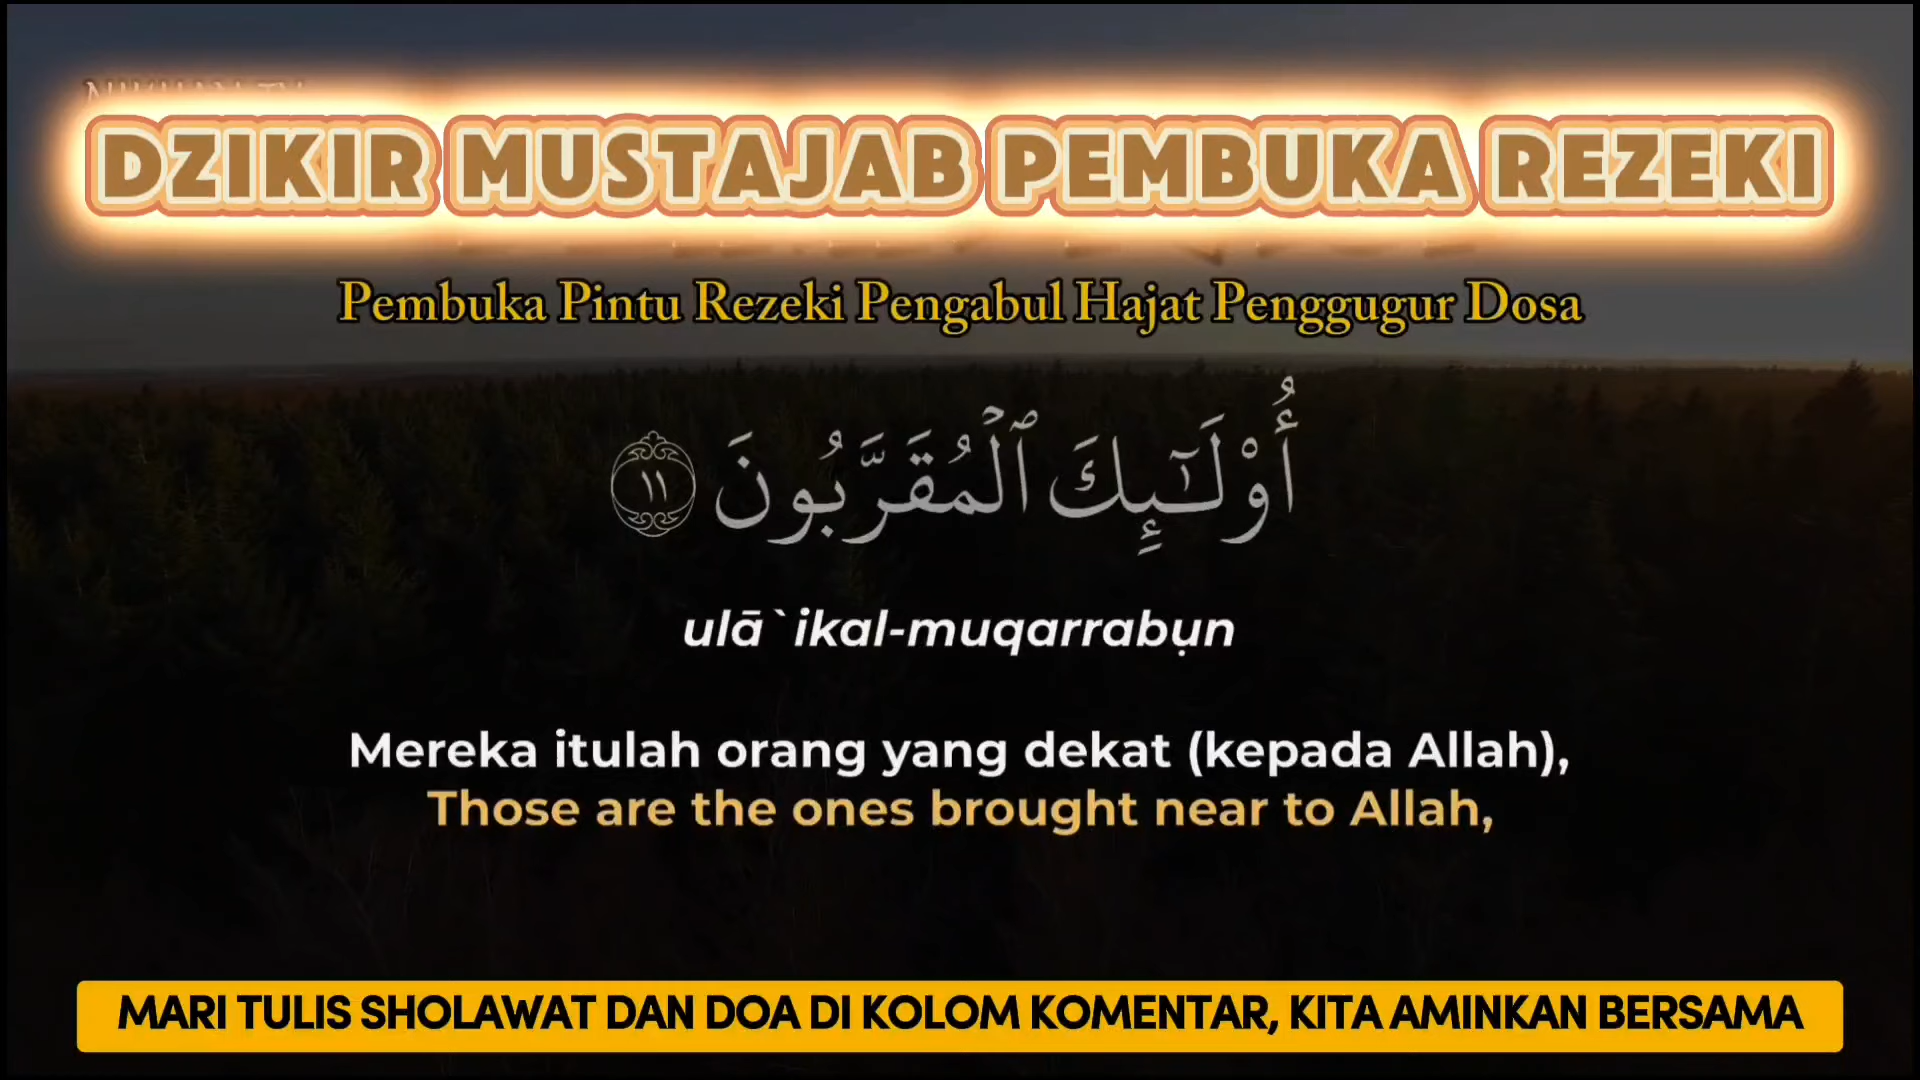 DZIKIR MUSTAJAB PEMBUKA REZEKI
Pembuka Pintu Rezeki Pengabul Hajat Penggugur Dosa
أُو۟لَـٰٓئِكَ ٱلْمُقَرَّبُونَ ١١
ulā`ikal-muqarrabụn
Mereka itulah orang yang dekat (kepada Allah),
Those are the ones brought near to Allah,
MARI TULIS SHOLAWAT DAN DOA DI KOLOM KOMENTAR, KITA AMINKAN BERSAMA